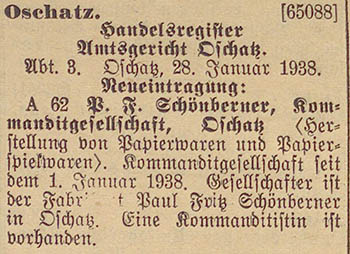 Oschatz. [65088]
Handelsregister
Amtsgericht Oschatz.
Abt. 3. Oschatz, 28. Januar 1938.
Neueintragung:
A 62 P. F. Schönberner, Kom-
manditgesellschaft, Oschatz (Her-
stellung von Papierwaren und Papier-
spielwaren). Kommanditgesellschaft seit
dem 1. Januar 1938. Gesellschafter ist
der Fabrikant Paul Fritz Schönberner
in Oschatz. Eine Kommanditistin ist
vorhanden.